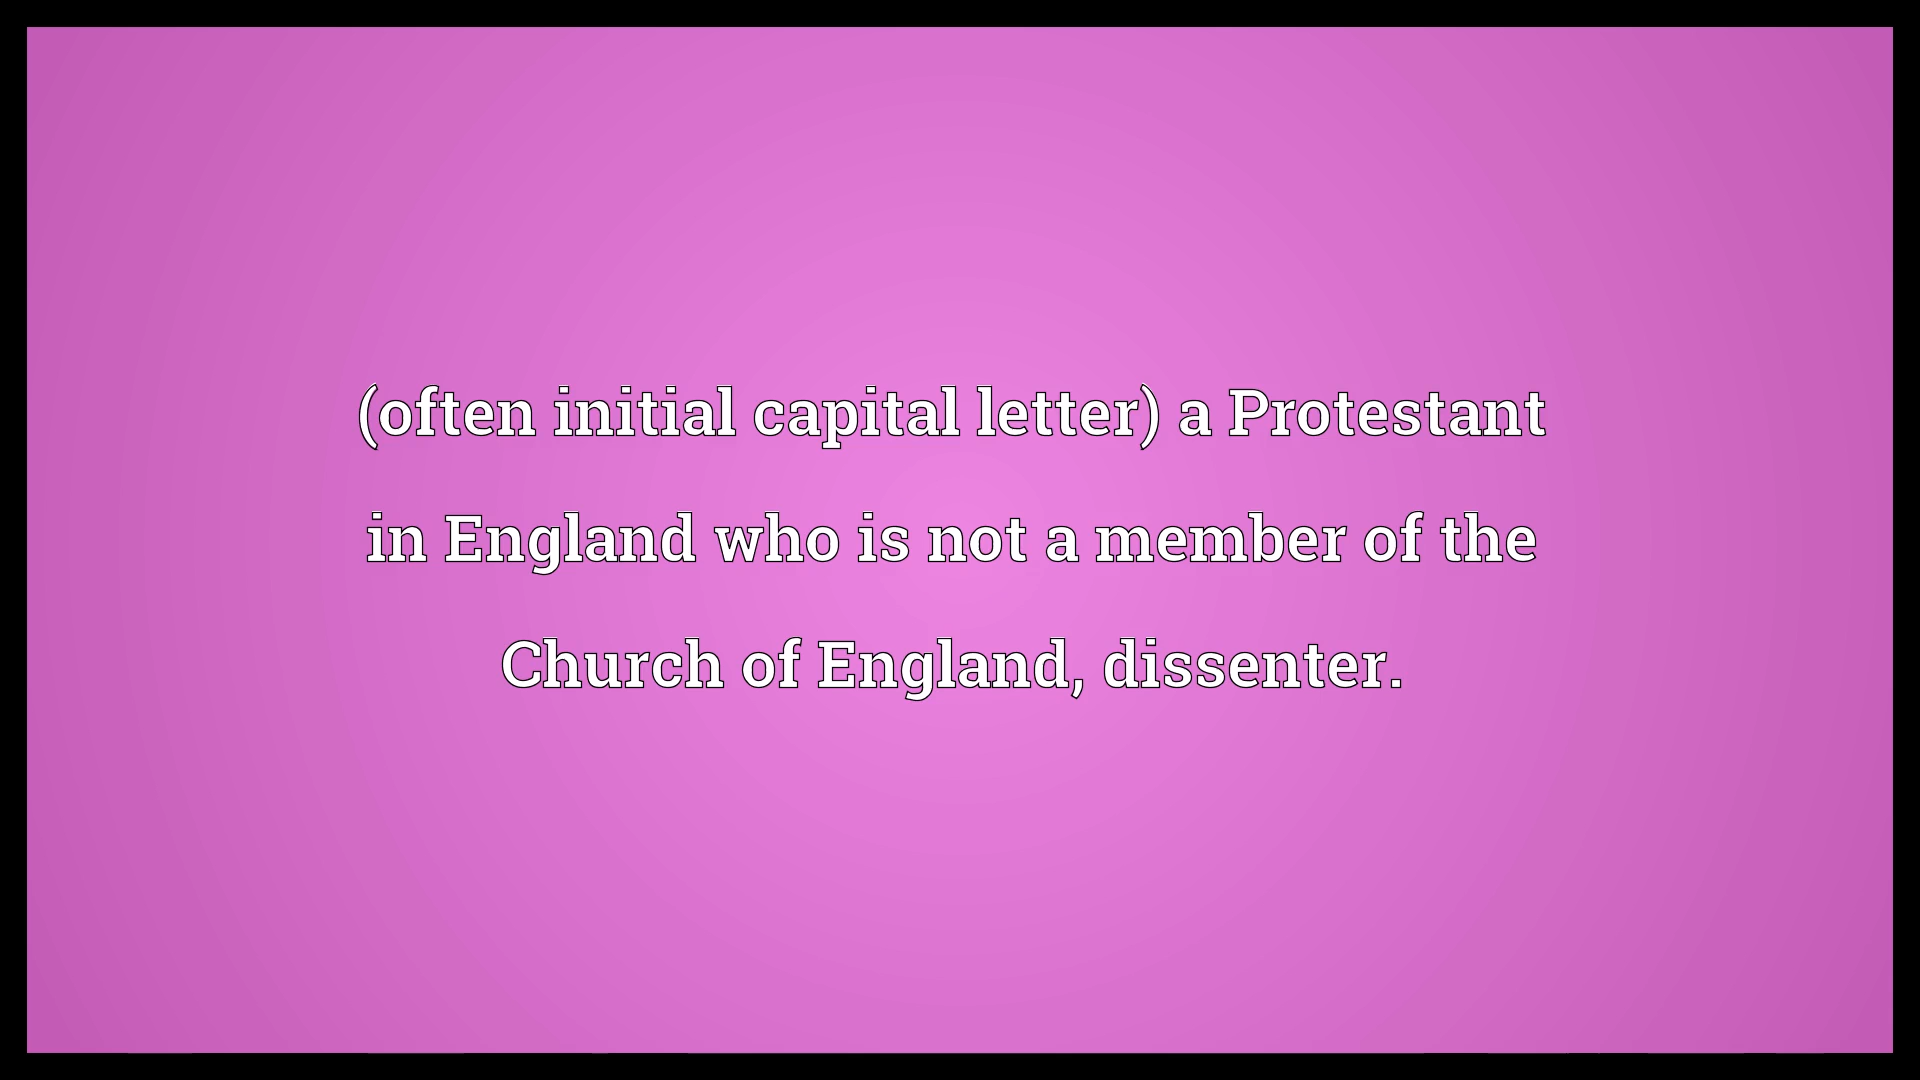 (often initial capital letter) a Protestant
in England who is not a member of the
Church of England, dissenter.